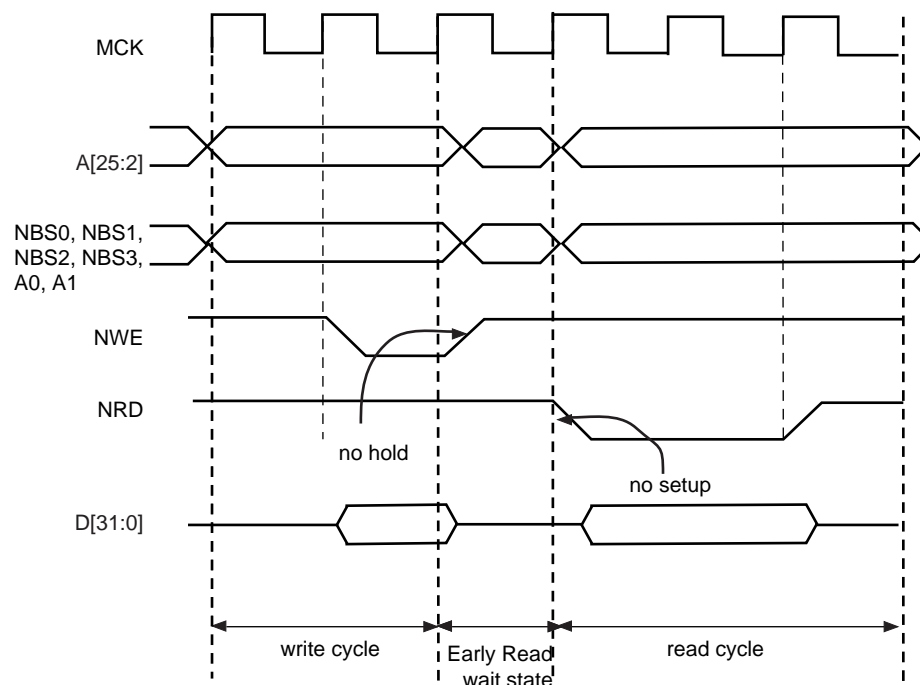 MCK
A[25:2]
NBS0, NBS1,
NBS2, NBS3,
A0, A1
NWE
NRD
no hold
no setup
D[31:0]
write cycle
Early Read
wait state
read cycle